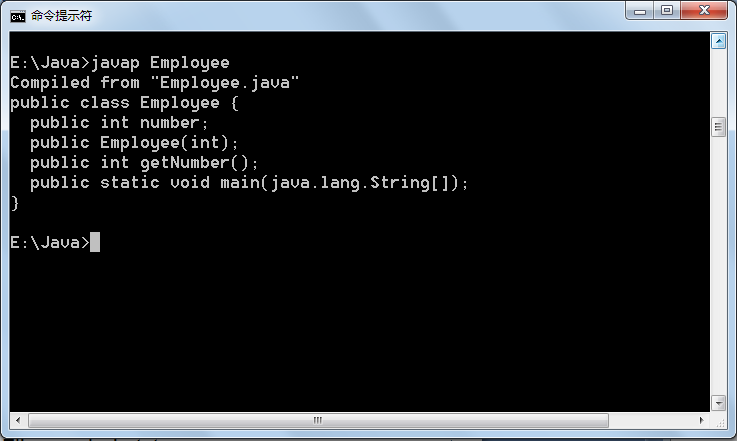 命令提示符
E:\Java>javap Employee
Compiled from "Employee.java"
public class Employee {
  public int number;
  public Employee(int);
  public int getNumber();
  public static void main(java.lang.String[]);
}
E:\Java>